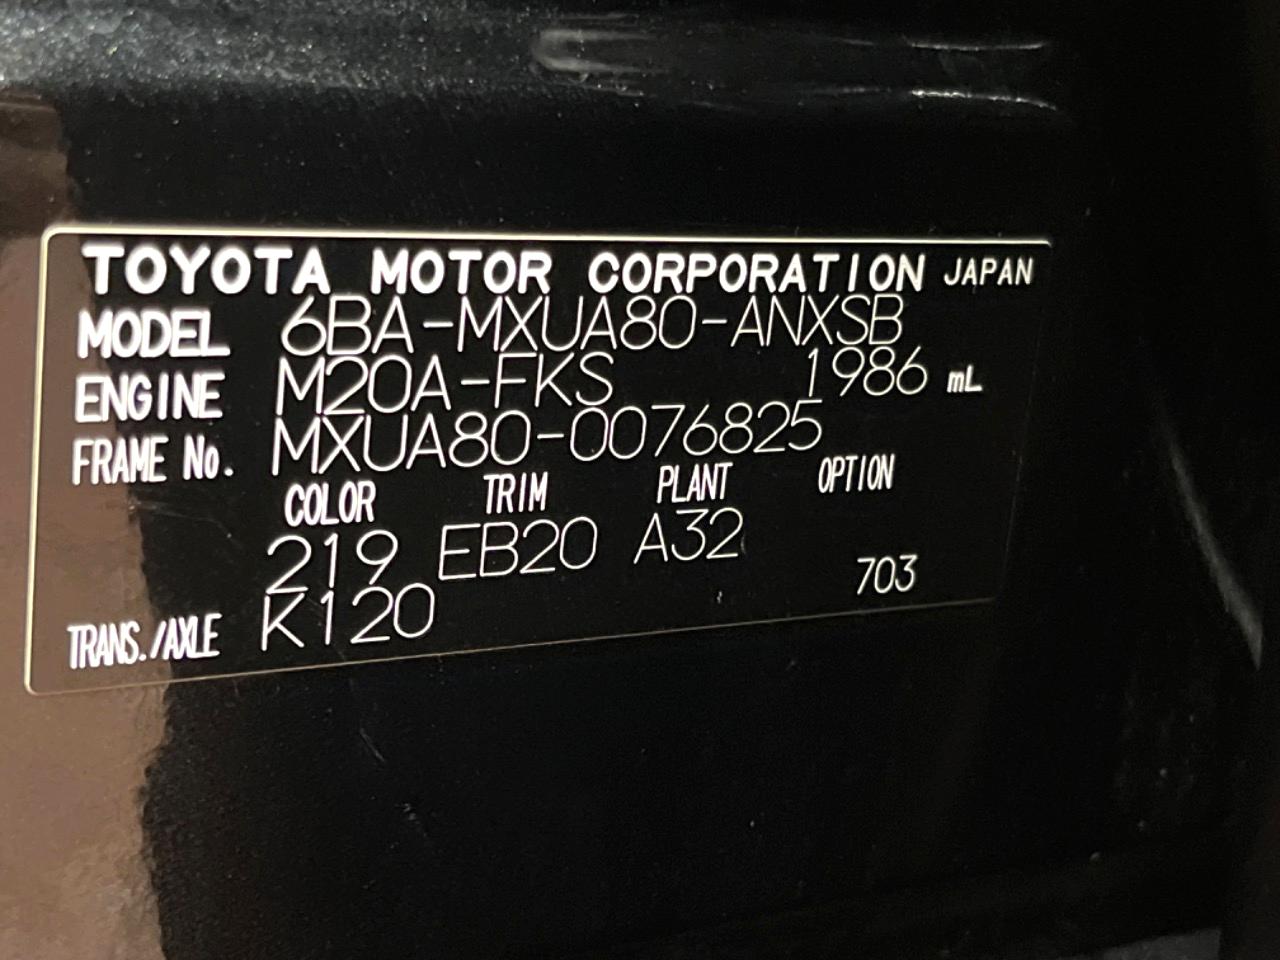 TOYOTA MOTOR CORPORATION JAPAN
MODEL 6BA-MXUA80-ANXSB
ENGINE M20A-FKS 1986 mL
FRAME No. MXUA80-0076825
COLOR TRIM PLANT OPTION
219 EB20 A32
TRANS./AXLE K120 703